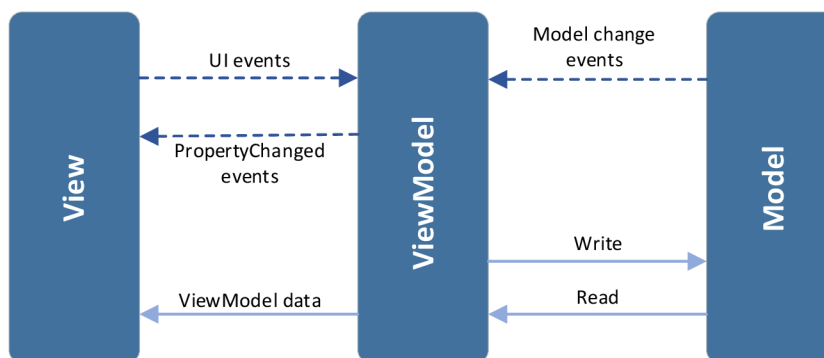 View
UI events
PropertyChanged
events
ViewModel data
ViewModel
Model change
events
Write
Read
Model